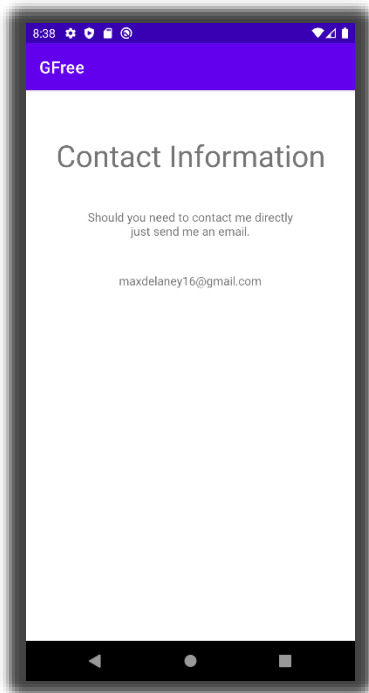 8:38
GFree
Contact Information
Should you need to contact me directly
just send me an email.
maxdelaney16@gmail.com